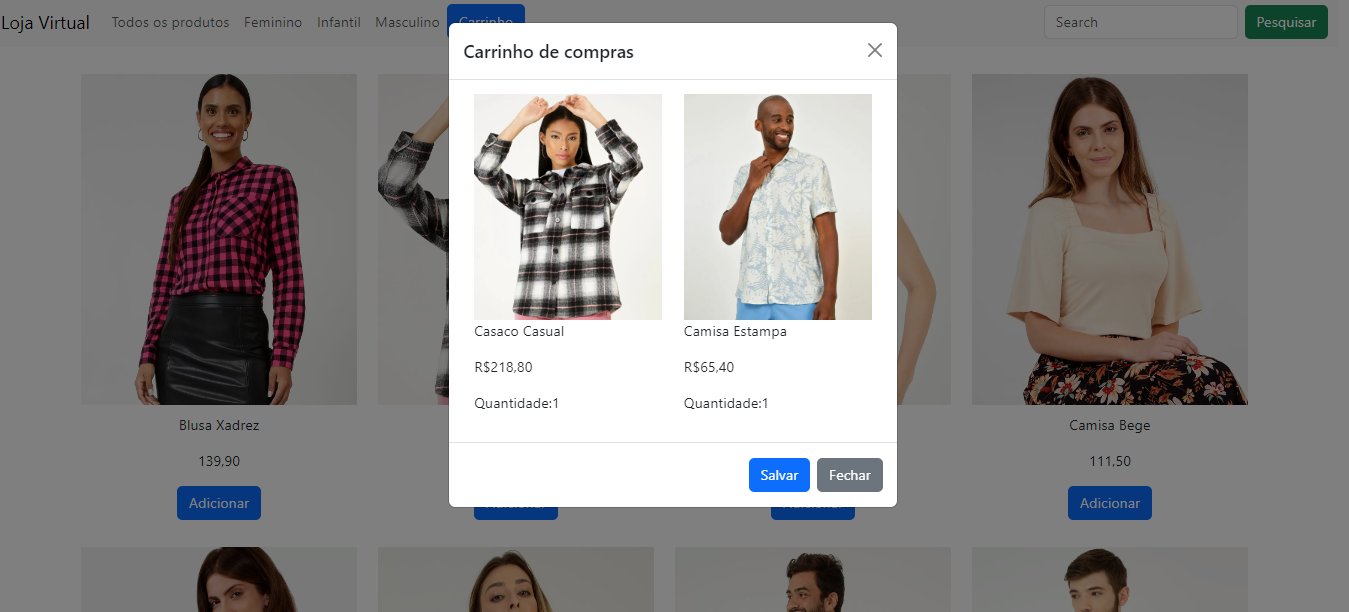 Loja Virtual Todos os produtos Feminino Infantil Masculino Carrinho Search Pesquisar
Carrinho de compras
Casaco Casual Camisa Estampa
R$218,80 R$65,40
Quantidade:1 Quantidade:1
Salvar Fechar
Blusa Xadrez Camisa Bege
139,90 111,50
Adicionar Adicionar